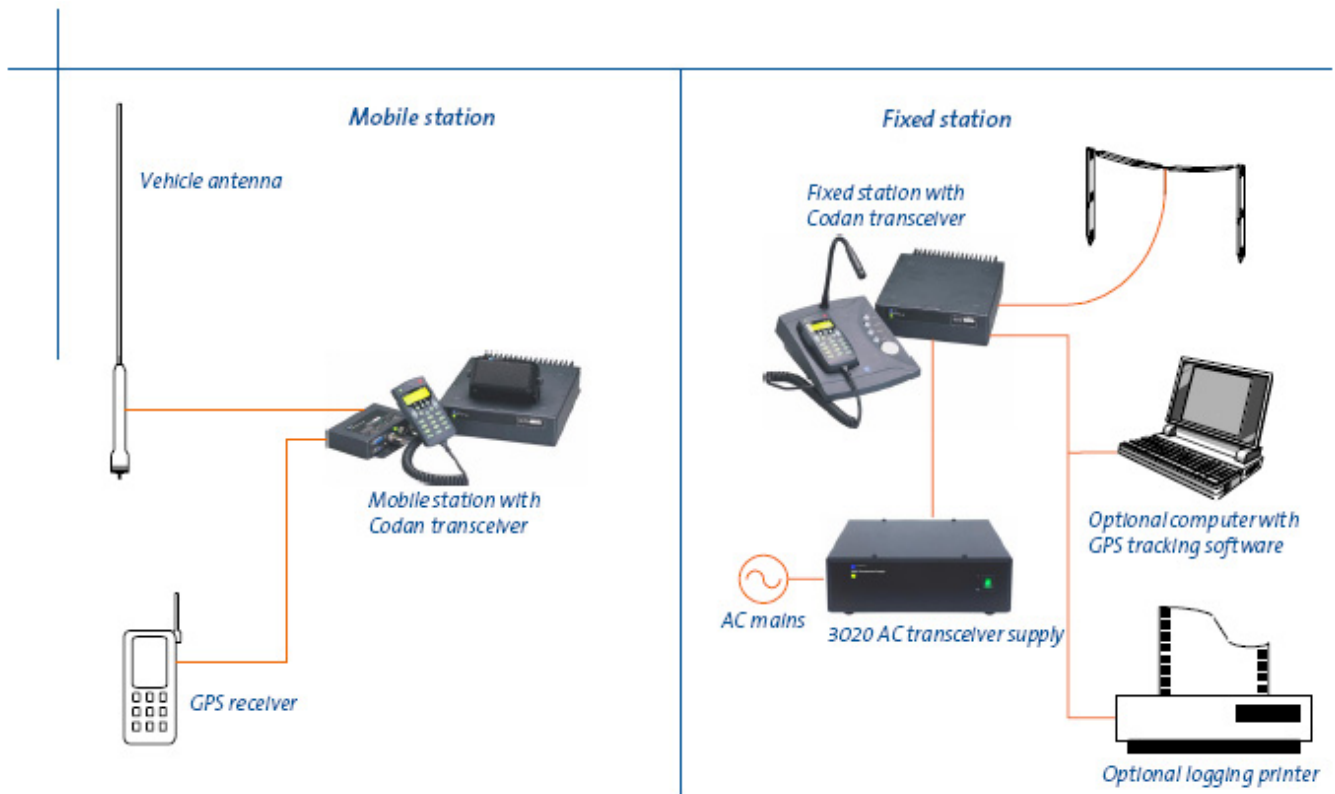 Mobile station
Vehicle antenna
Mobile station with
Codan transceiver
GPS receiver
Fixed station
Fixed station with
Codan transceiver
Optional computer with
GPS tracking software
AC mains
3020 AC transceiver supply
Optional logging printer